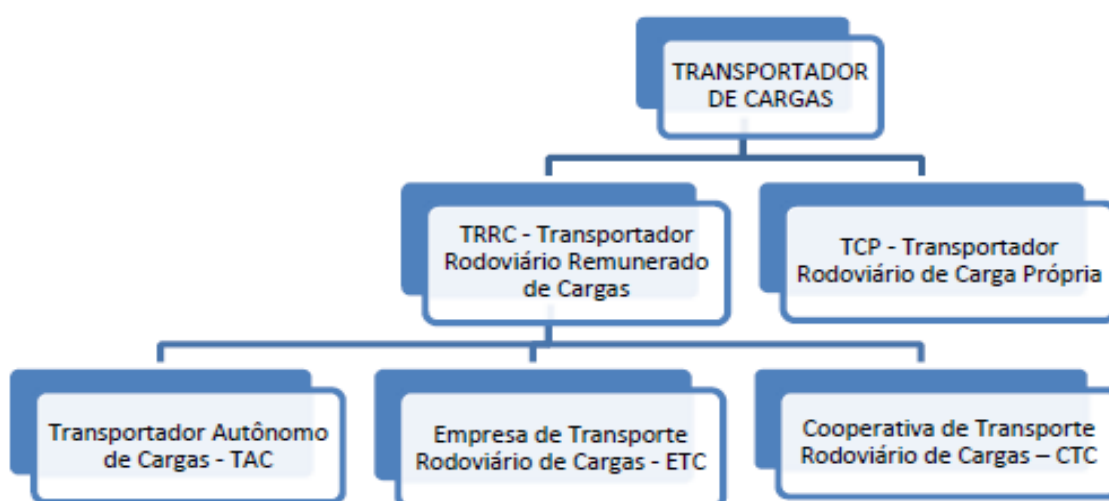 TRANSPORTADOR
DE CARGAS
TRRC - Transportador
Rodoviário Remunerado
de Cargas
TCP - Transportador
Rodoviário de Carga Própria
Transportador Autônomo
de Cargas - TAC
Empresa de Transporte
Rodoviário de Cargas - ETC
Cooperativa de Transporte
Rodoviário de Cargas – CTC